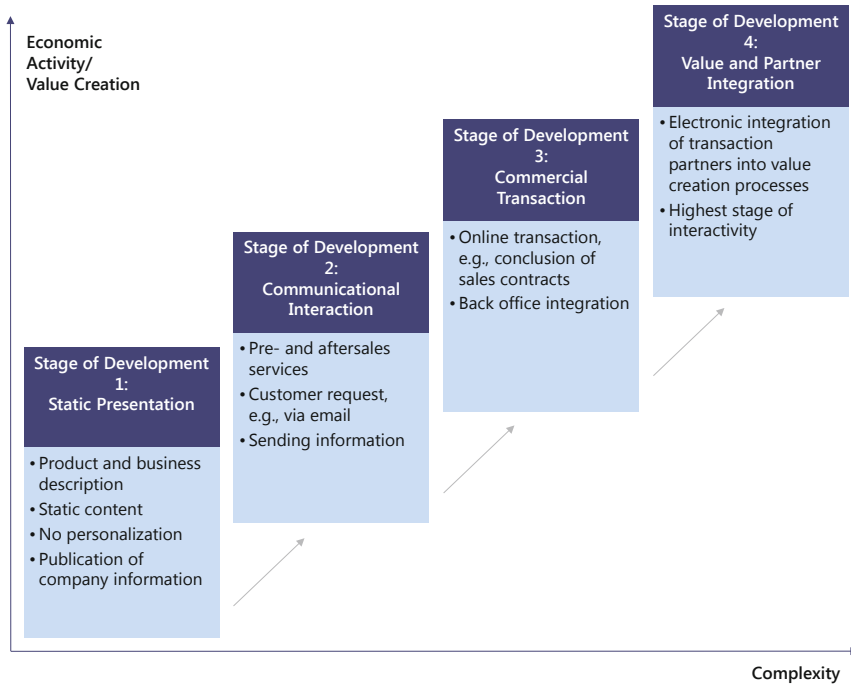 Economic
Activity/
Value Creation
Stage of Development
1:
Static Presentation
• Product and business
description
• Static content
• No personalization
• Publication of
company information
Stage of Development
2:
Communicational
Interaction
• Pre- and aftersales
services
• Customer request,
e.g., via email
• Sending information
Stage of Development
3:
Commercial
Transaction
• Online transaction,
e.g., conclusion of
sales contracts
• Back office integration
Stage of Development
4:
Value and Partner
Integration
• Electronic integration
of transaction
partners into value
creation processes
• Highest stage of
interactivity
Complexity